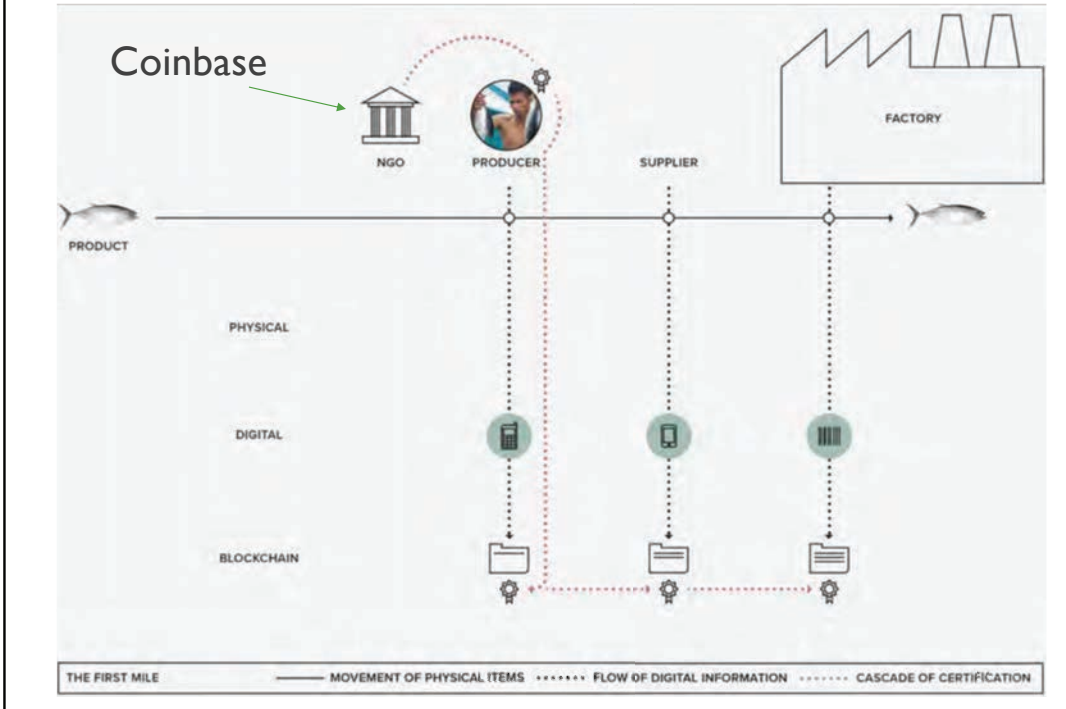 Coinbase
FACTORY
NGO
PRODUCER
SUPPLIER
PRODUCT
PHYSICAL
DIGITAL
BLOCKCHAIN
THE FIRST MILE MOVEMENT OF PHYSICAL ITEMS FLOW OF DIGITAL INFORMATION CASCADE OF CERTIFICATION